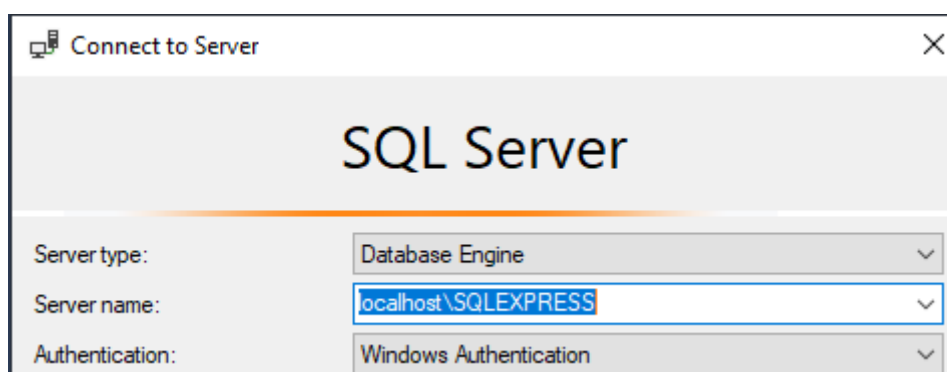 Connect to Server
SQL Server
Server type: Database Engine
Server name: localhost\SQLEXPRESS
Authentication: Windows Authentication